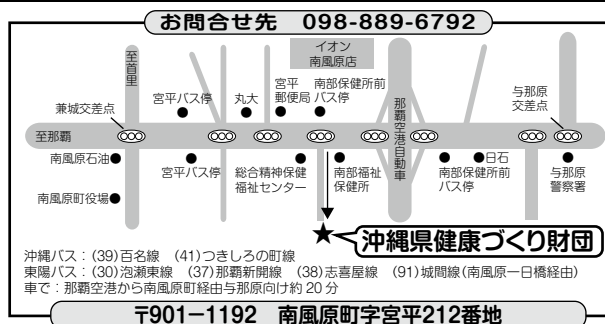 お問合せ先 098-889-6792
イオン
南風原店
至首里
兼城交差点
宮平バス停
丸大
宮平
郵便局
南部保健所前
バス停
那覇空港自動車
与那原
交差点
至那覇
南風原石油
宮平バス停
総合精神保健
福祉センター
南部福祉
保健所
日石
南部保健所前
バス停
与那原
警察署
南風原町役場
沖縄県健康づくり財団
沖縄バス:(39)百名線 (41)つきしろの町線
東陽バス:(30)泡瀬東線 (37)那覇新開線 (38)志喜屋線 (91)城間線(南風原一日橋経由)
車で:那覇空港から南風原町経由与那原向け約20分
〒901-1192 南風原町字宮平212番地